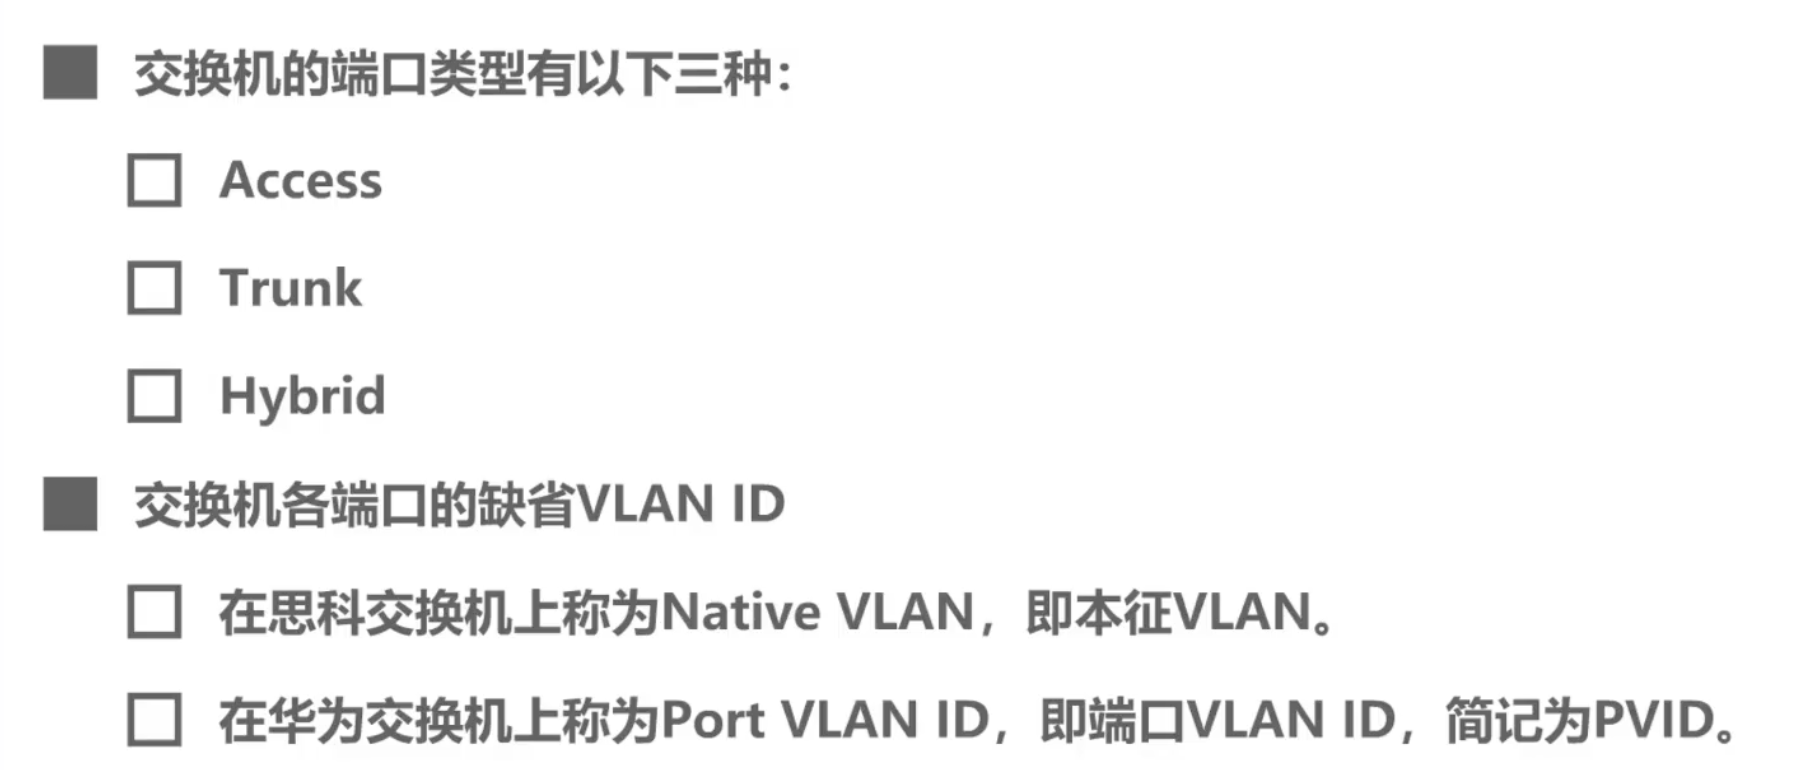 交换机的端口类型有以下三种：
Access
Trunk
Hybrid
交换机各端口的缺省VLAN ID
在思科交换机上称为Native VLAN，即本征VLAN。
在华为交换机上称为Port VLAN ID，即端口VLAN ID，简记为PVID。